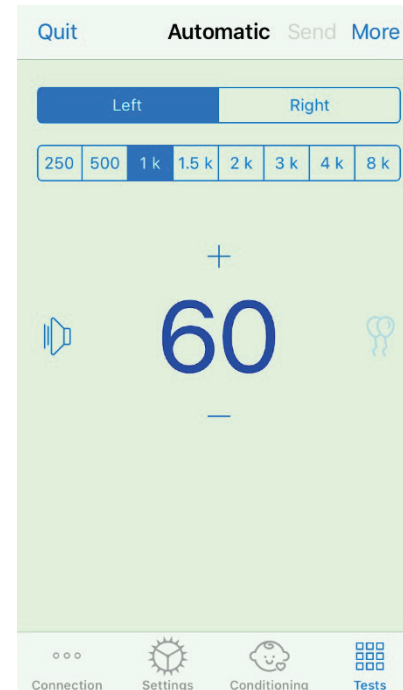 Quit Automatic Send More
Left Right
250 500 1 k 1.5 k 2 k 3 k 4 k 8 k
+
60
−
Connection Settings Conditioning Tests